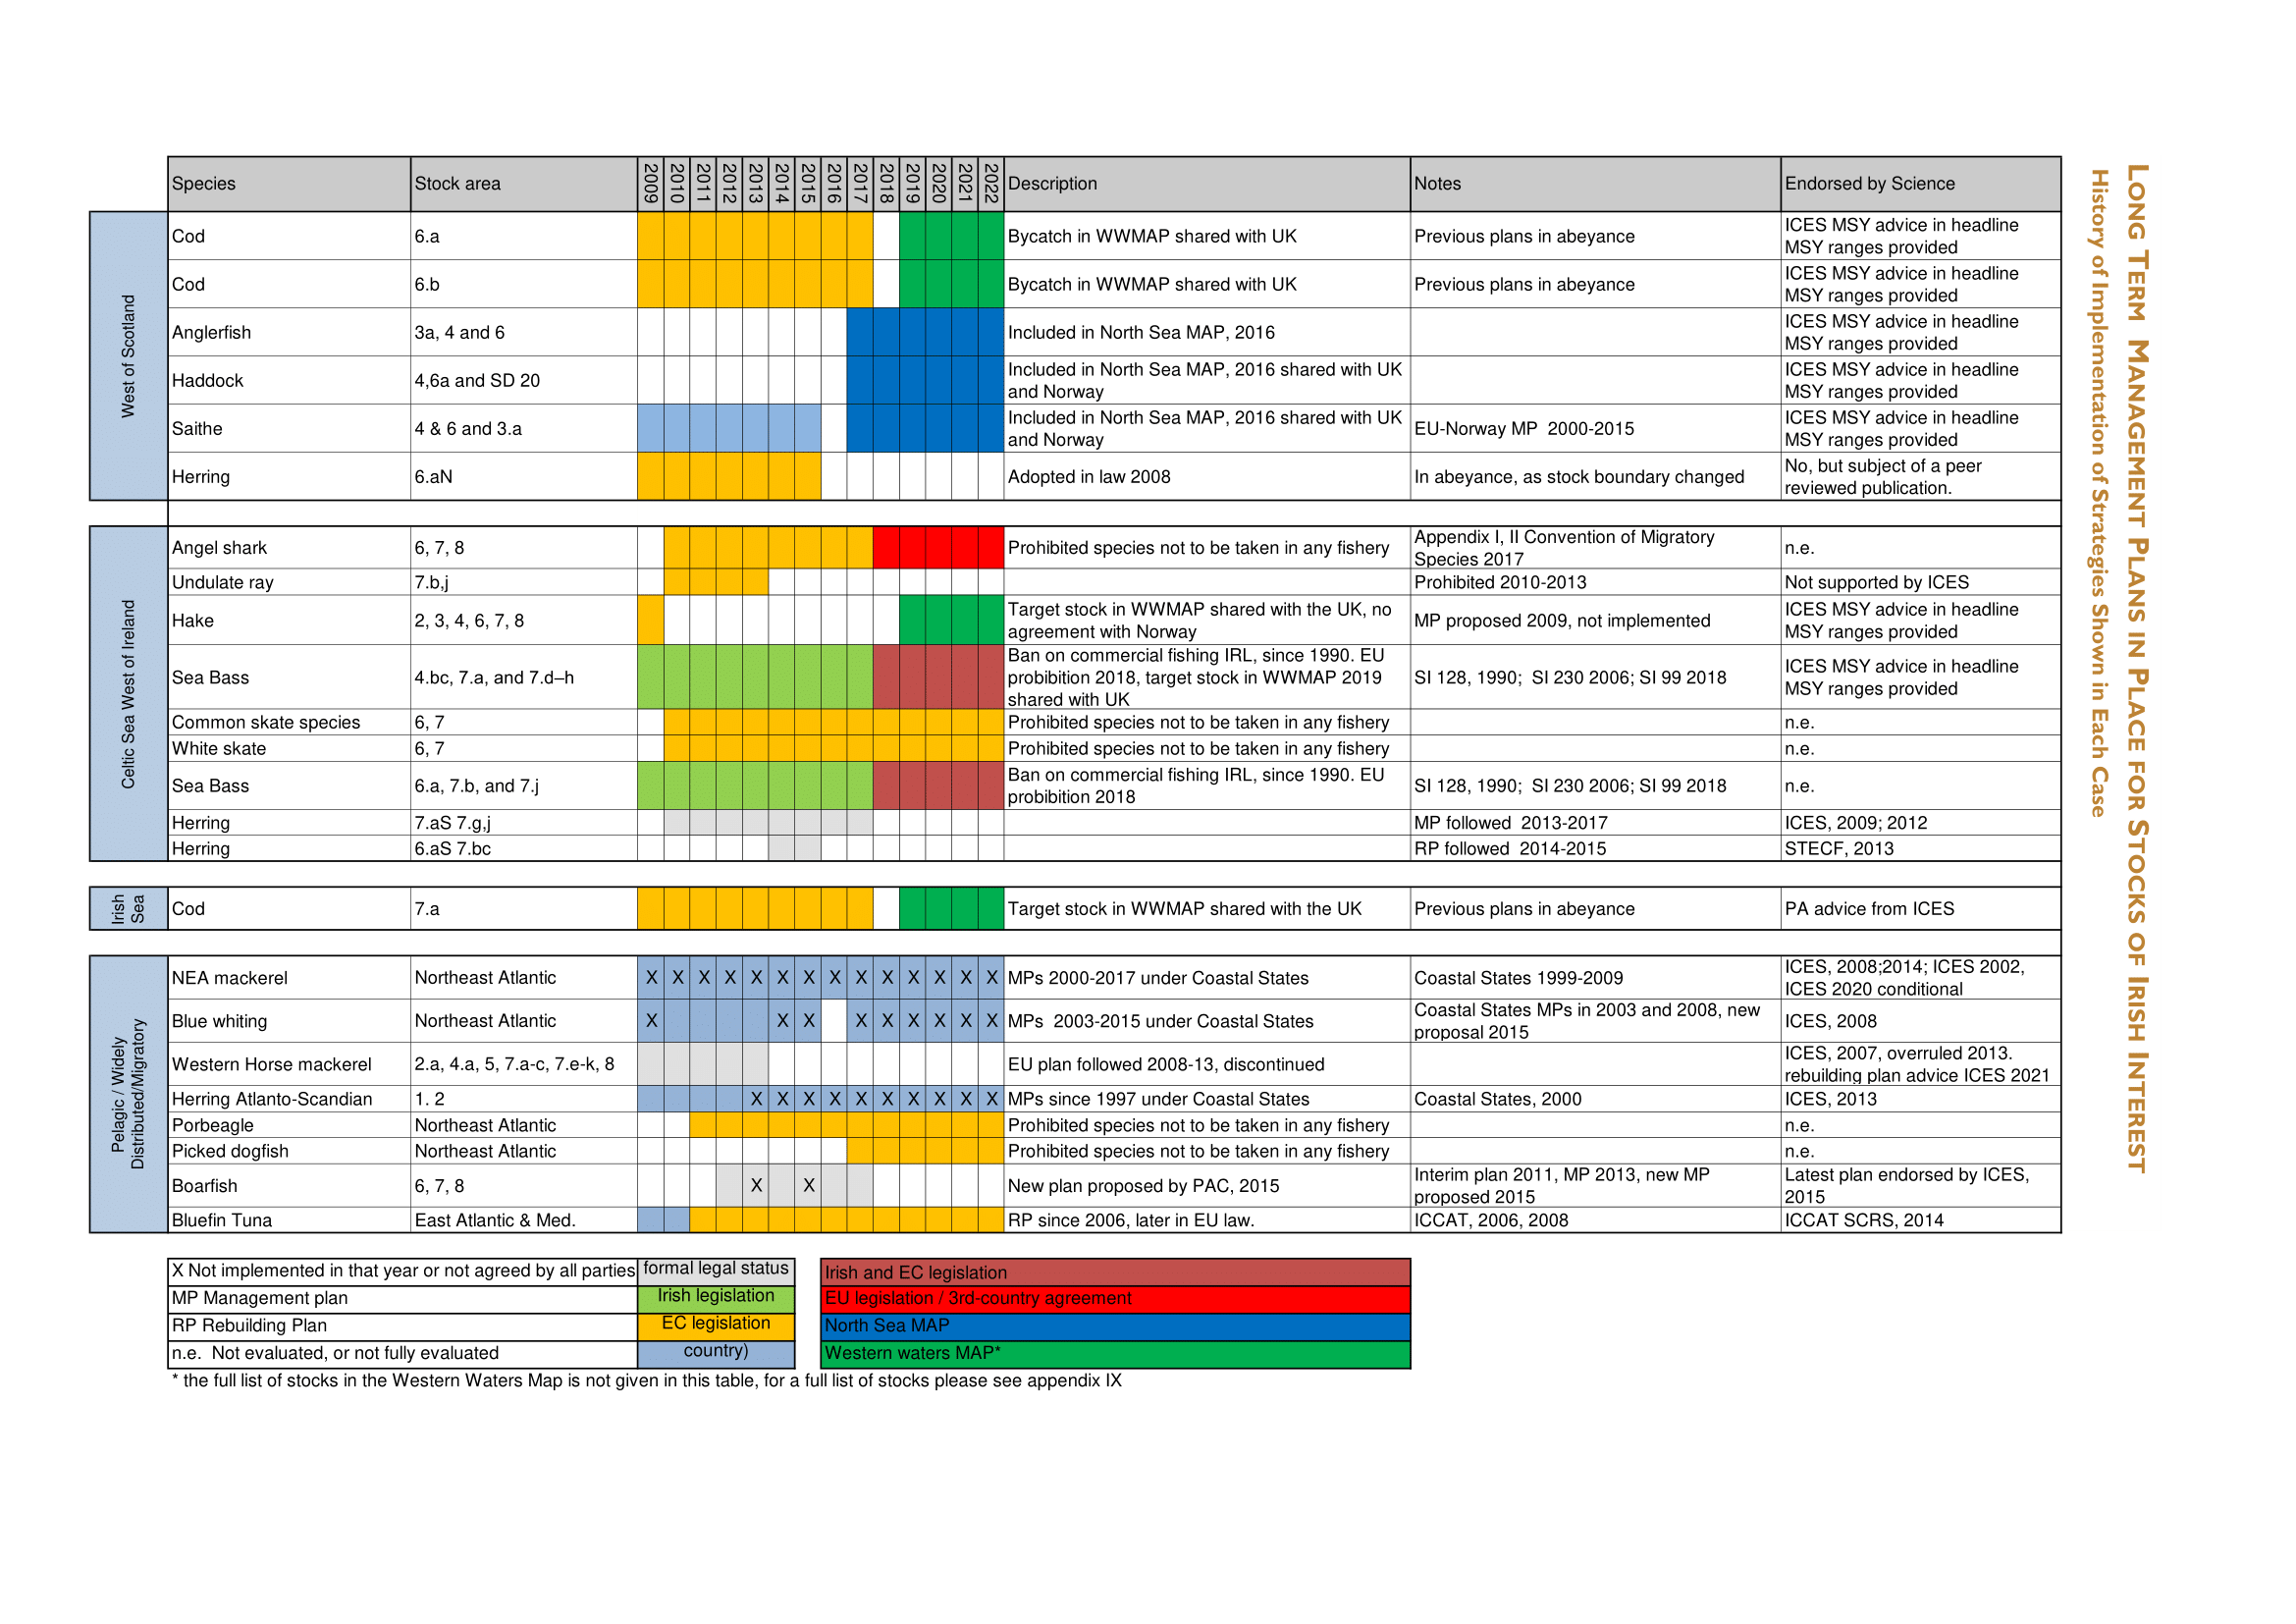 LONG TERM MANAGEMENT PLANS IN PLACE FOR STOCKS OF IRISH INTEREST
History of Implementation of Strategies Shown in Each Case
Species Stock area 2009 2010 2011 2012 2013 2014 2015 2016 2017 2018 2019 2020 2021 2022 Description Notes Endorsed by Science
West of Scotland
Cod 6.a Bycatch in WWMAP shared with UK Previous plans in abeyance ICES MSY advice in headline
MSY ranges provided
Cod 6.b Bycatch in WWMAP shared with UK Previous plans in abeyance ICES MSY advice in headline
MSY ranges provided
Anglerfish 3a, 4 and 6 Included in North Sea MAP, 2016 ICES MSY advice in headline
MSY ranges provided
Haddock 4,6a and SD 20 Included in North Sea MAP, 2016 shared with UK ICES MSY advice in headline
and Norway MSY ranges provided
Saithe 4 & 6 and 3.a Included in North Sea MAP, 2016 shared with UK EU-Norway MP  2000-2015 ICES MSY advice in headline
and Norway MSY ranges provided
Herring 6.aN Adopted in law 2008 In abeyance, as stock boundary changed No, but subject of a peer
reviewed publication.
Celtic Sea West of Ireland
Angel shark 6, 7, 8 Prohibited species not to be taken in any fishery Appendix I, II Convention of Migratory n.e.
Species 2017
Undulate ray 7.b,j Prohibited 2010-2013 Not supported by ICES
Hake 2, 3, 4, 6, 7, 8 Target stock in WWMAP shared with the UK, no MP proposed 2009, not implemented ICES MSY advice in headline
agreement with Norway MSY ranges provided
Sea Bass 4.bc, 7.a, and 7.d–h Ban on commercial fishing IRL, since 1990. EU SI 128, 1990;  SI 230 2006; SI 99 2018 ICES MSY advice in headline
probibition 2018, target stock in WWMAP 2019 MSY ranges provided
shared with UK
Common skate species 6, 7 Prohibited species not to be taken in any fishery n.e.
White skate 6, 7 Prohibited species not to be taken in any fishery n.e.
Sea Bass 6.a, 7.b, and 7.j Ban on commercial fishing IRL, since 1990. EU SI 128, 1990;  SI 230 2006; SI 99 2018 n.e.
probibition 2018
Herring 7.aS 7.g,j MP followed  2013-2017 ICES, 2009; 2012
Herring 6.aS 7.bc RP followed  2014-2015 STECF, 2013
Irish
Sea
Cod 7.a Target stock in WWMAP shared with the UK Previous plans in abeyance PA advice from ICES
Pelagic / Widely
Distributed/Migratory
NEA mackerel Northeast Atlantic X X X X X X X X X X X X X X MPs 2000-2017 under Coastal States Coastal States 1999-2009 ICES, 2008;2014; ICES 2002,
ICES 2020 conditional
Blue whiting Northeast Atlantic X X X X X X X X X MPs  2003-2015 under Coastal States Coastal States MPs in 2003 and 2008, new ICES, 2008
proposal 2015
Western Horse mackerel 2.a, 4.a, 5, 7.a-c, 7.e-k, 8 EU plan followed 2008-13, discontinued ICES, 2007, overruled 2013.
rebuilding plan advice ICES 2021
Herring Atlanto-Scandian 1. 2 X X X X X X X X X X MPs since 1997 under Coastal States Coastal States, 2000 ICES, 2013
Porbeagle Northeast Atlantic Prohibited species not to be taken in any fishery n.e.
Picked dogfish Northeast Atlantic Prohibited species not to be taken in any fishery n.e.
Boarfish 6, 7, 8 X X New plan proposed by PAC, 2015 Interim plan 2011, MP 2013, new MP Latest plan endorsed by ICES,
proposed 2015 2015
Bluefin Tuna East Atlantic & Med. RP since 2006, later in EU law. ICCAT, 2006, 2008 ICCAT SCRS, 2014
X Not implemented in that year or not agreed by all parties formal legal status Irish and EC legislation
MP Management plan Irish legislation EU legislation / 3rd-country agreement
RP Rebuilding Plan EC legislation North Sea MAP
n.e.  Not evaluated, or not fully evaluated country) Western waters MAP*
* the full list of stocks in the Western Waters Map is not given in this table, for a full list of stocks please see appendix IX